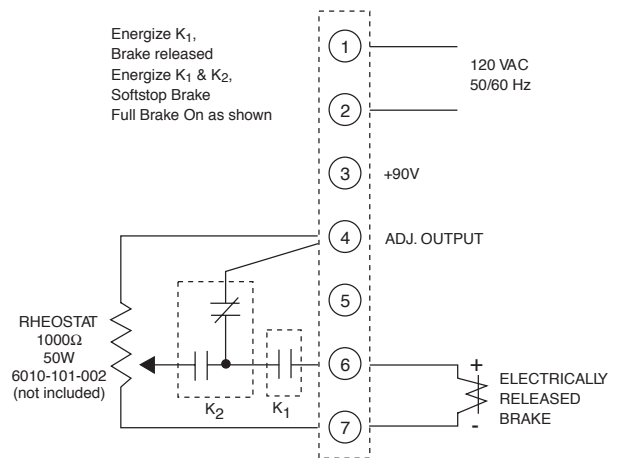 Energize K1,
Brake released
Energize K1 & K2,
Softstop Brake
Full Brake On as shown
1
120 VAC
50/60 Hz
2
3
+90V
4
ADJ. OUTPUT
5
RHEOSTAT
1000Ω
50W
6010-101-002
(not included)
K2
K1
6
+
ELECTRICALLY
RELEASED
BRAKE
-
7